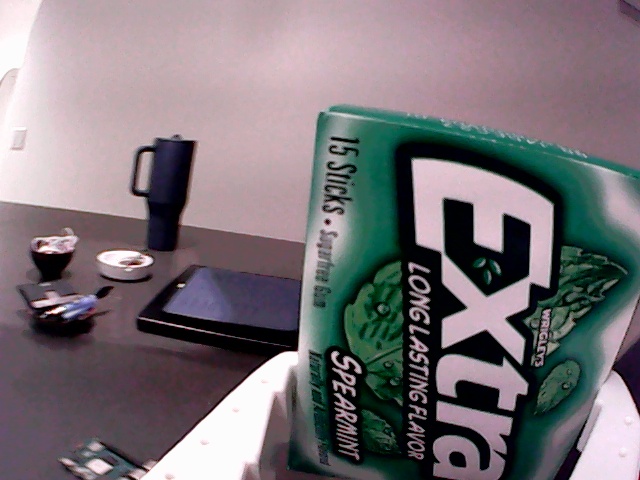 15 Sticks • Sugarfree Gum
Extra
WRIGLEY'S
LONG LASTING FLAVOR
SPEARMINT